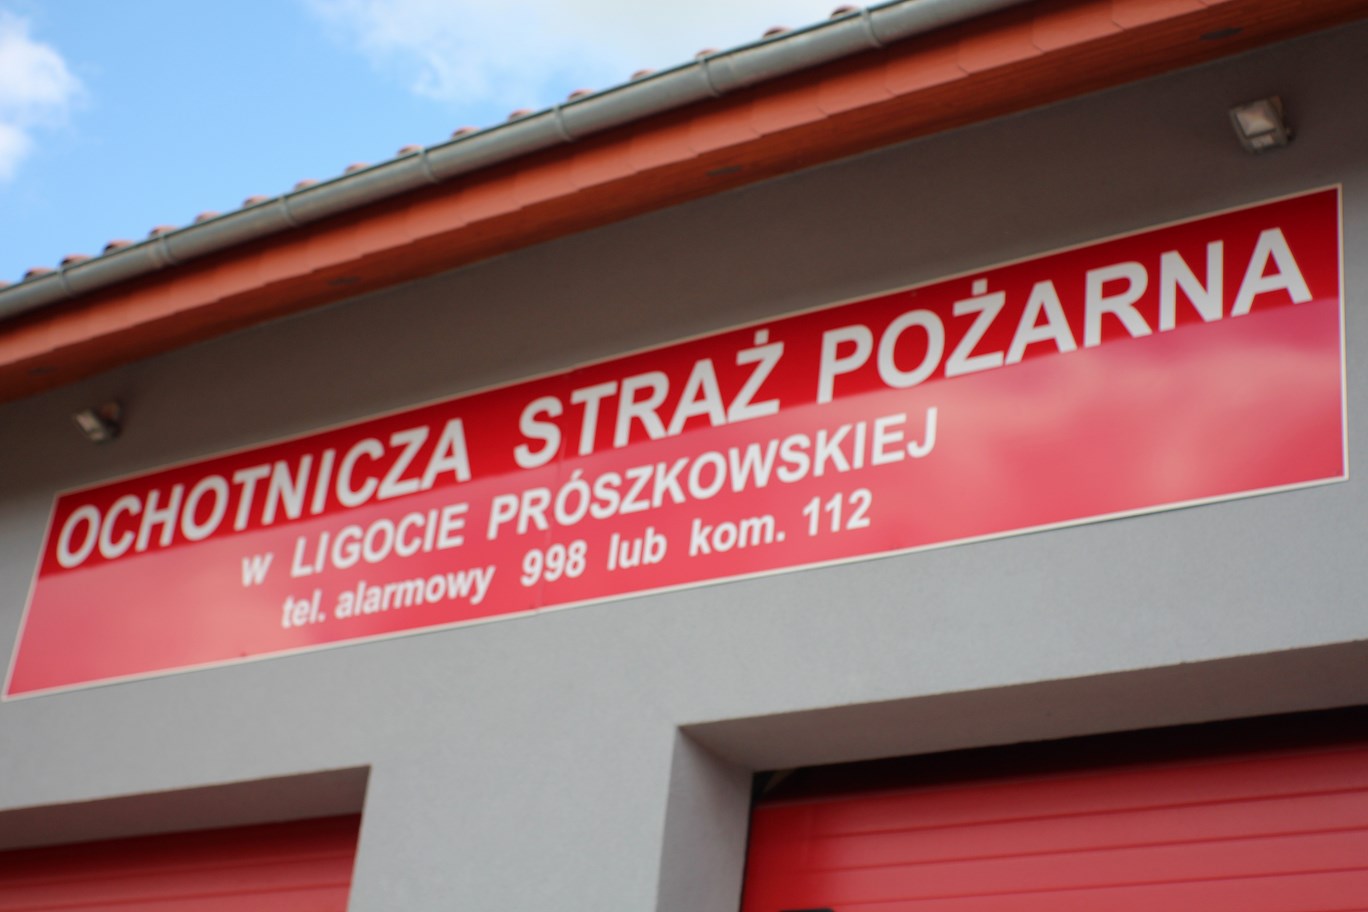 OCHOTNICZA STRAŻ POŻARNA
w LIGOCIE PRÓSZKOWSKIEJ
tel. alarmowy 998 lub kom. 112